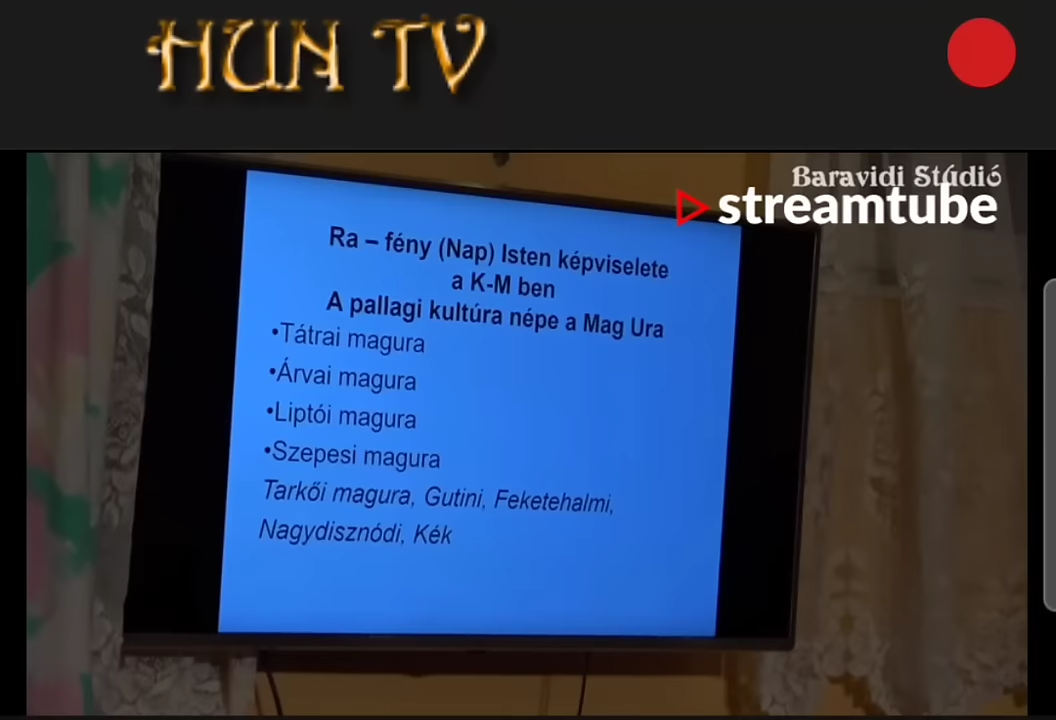 HUN TV
Baravidi Stúdió
streamtube
Ra – fény (Nap) Isten képviselete
a K-M ben
A pallagi kultúra népe a Mag Ura
•Tátrai magura
•Árvai magura
•Liptói magura
•Szepesi magura
Tarkői magura, Gutini, Feketehalmi,
Nagydisznódi, Kék